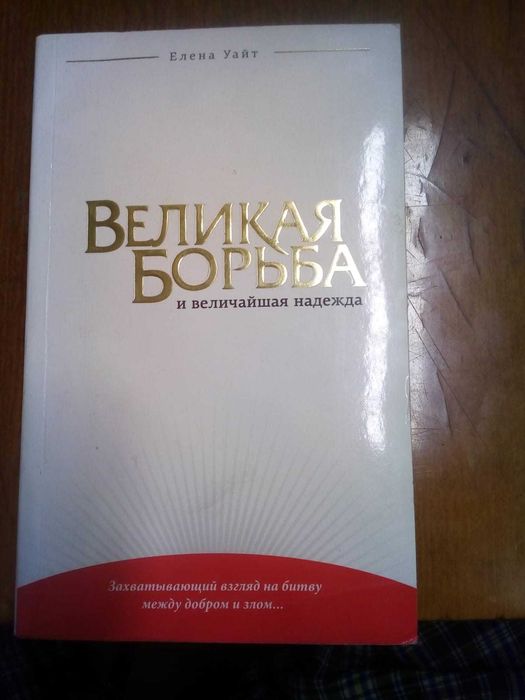 Елена Уайт
Великая
Борьба
и величайшая надежда
Захватывающий взгляд на битву
между добром и злом...